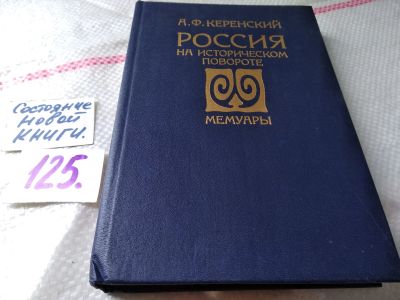 А.Ф. КЕРЕНСКИЙ
РОССИЯ
НА ИСТОРИЧЕСКОМ
ПОВОРОТЕ
МЕМУАРЫ
Состояние
новой
КНИГИ.
125.